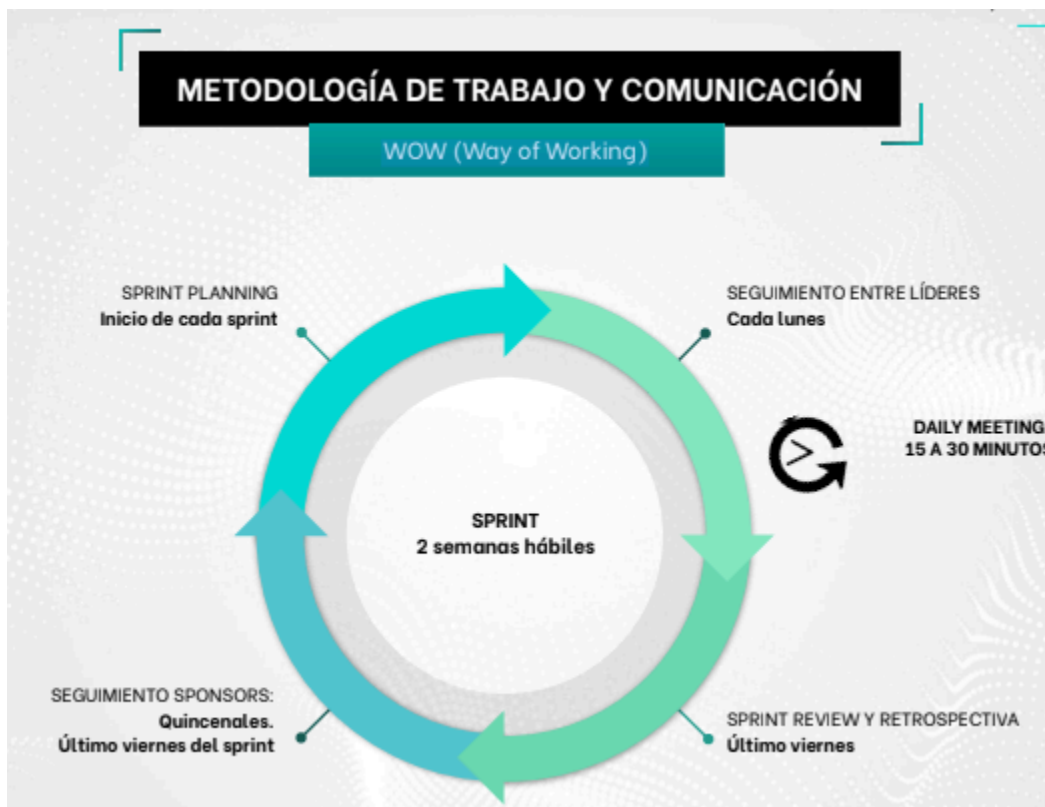 METODOLOGÍA DE TRABAJO Y COMUNICACIÓN
WOW (Way of Working)
SPRINT PLANNING
Inicio de cada sprint
SEGUIMIENTO ENTRE LÍDERES
Cada lunes
DAILY MEETING
15 A 30 MINUTOS
SPRINT
2 semanas hábiles
SEGUIMIENTO SPONSORS:
Quincenales.
Último viernes del sprint
SPRINT REVIEW Y RETROSPECTIVA
Último viernes